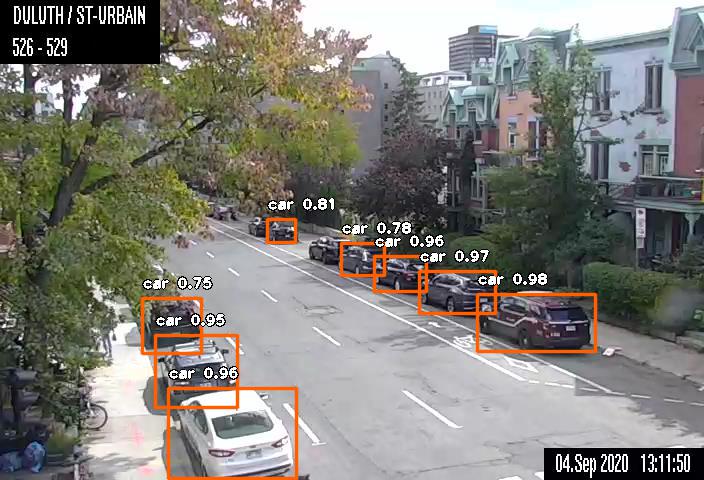 DULUTH / ST-URBAIN
526 - 529
car 0.81
car 0.78
car 0.96
car 0.97
car 0.98
car 0.75
car 0.95
car 0.96
04.Sep 2020 13:11:50